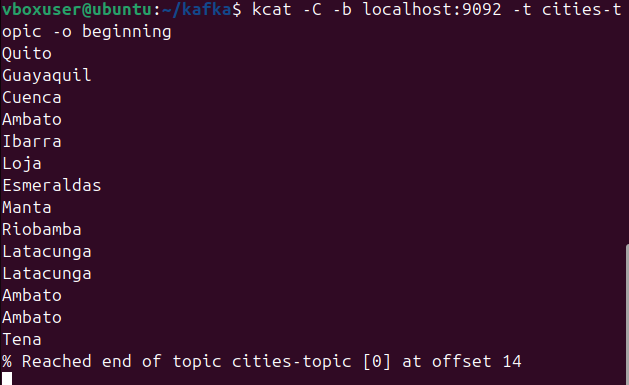 vboxuser@ubuntu:~/kafka$ kcat -C -b localhost:9092 -t cities-t
opic -o beginning
Quito
Guayaquil
Cuenca
Ambato
Ibarra
Loja
Esmeraldas
Manta
Riobamba
Latacunga
Latacunga
Ambato
Ambato
Tena
% Reached end of topic cities-topic [0] at offset 14